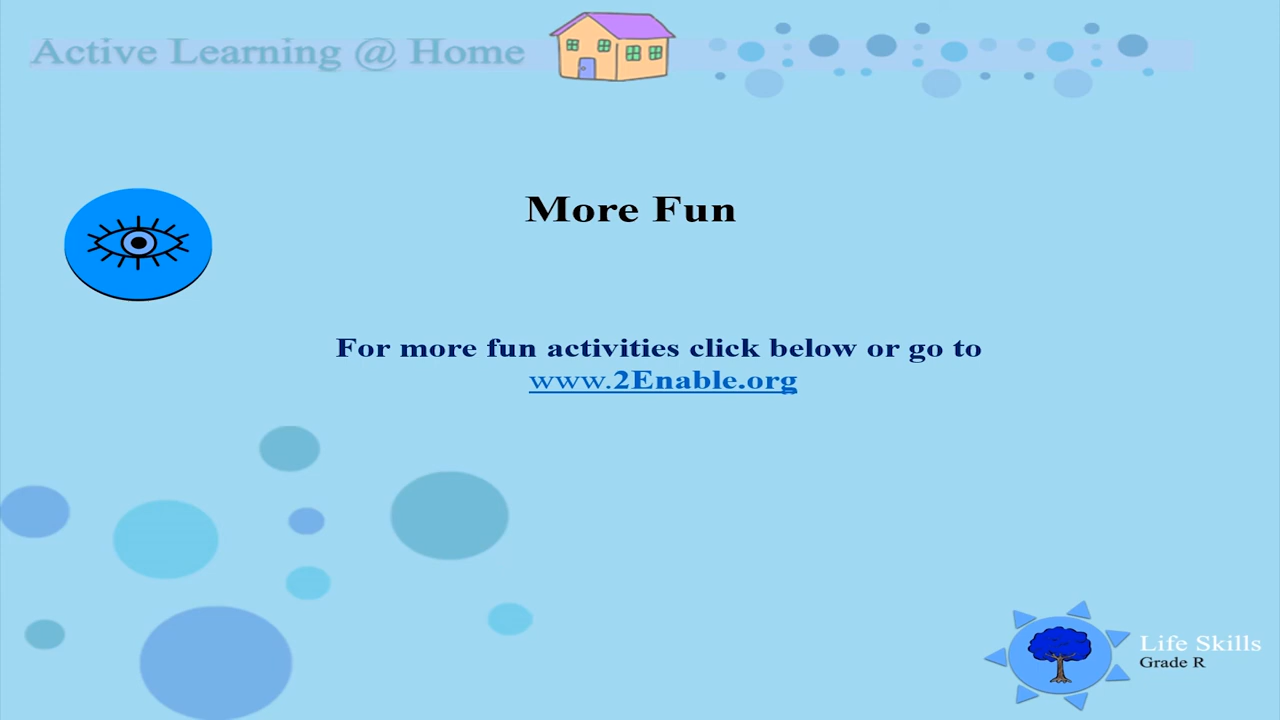 Active Learning @ Home
More Fun
For more fun activities click below or go to
www.2Enable.org
Life Skills
Grade R